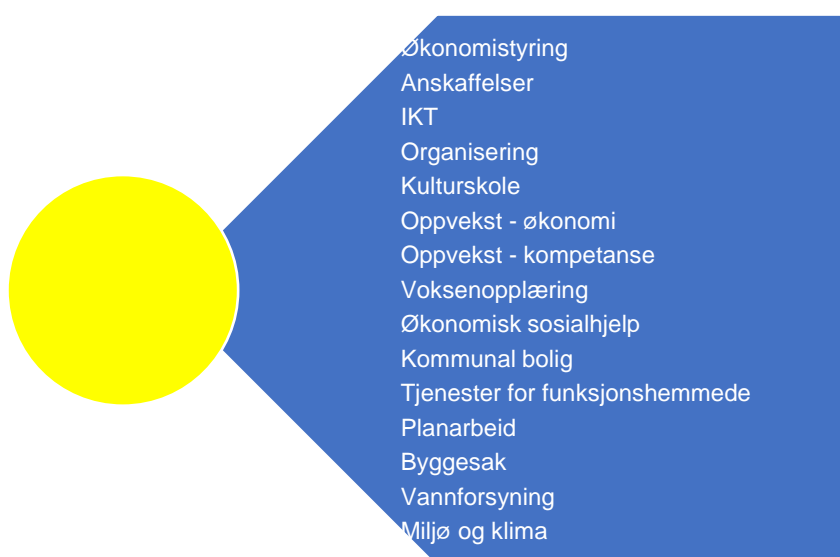 Økonomistyring
Anskaffelser
IKT
Organisering
Kulturskole
Oppvekst - økonomi
Oppvekst - kompetanse
Voksenopplæring
Økonomisk sosialhjelp
Kommunal bolig
Tjenester for funksjonshemmede
Planarbeid
Byggesak
Vannforsyning
Miljø og klima